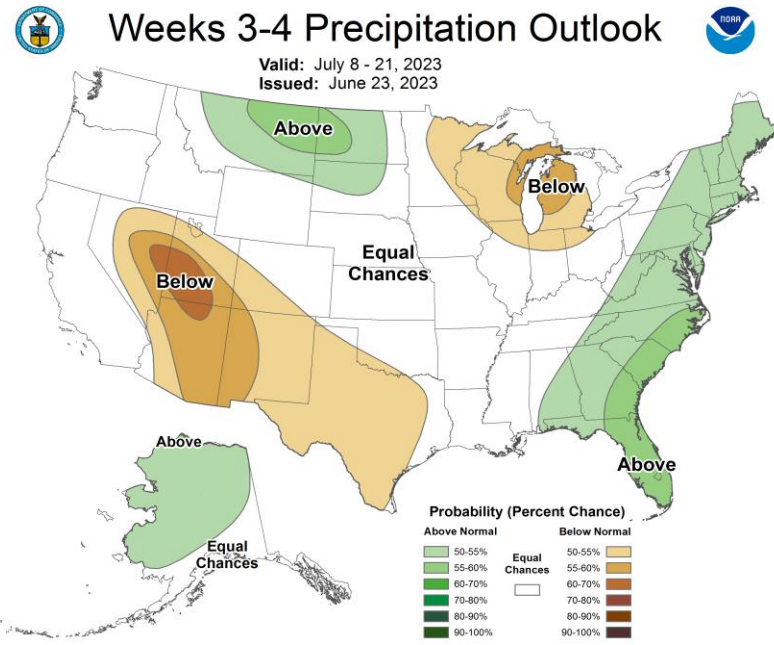 Weeks 3-4 Precipitation Outlook
NOAA
Valid: July 8 - 21, 2023
Issued: June 23, 2023
Above
Below
Equal
Chances
Below
Above
Above
Equal
Chances
Probability (Percent Chance)
Above Normal
Below Normal
50-55%
55-60%
60-70%
70-80%
80-90%
90-100%
Equal
Chances
50-55%
55-60%
60-70%
70-80%
80-90%
90-100%